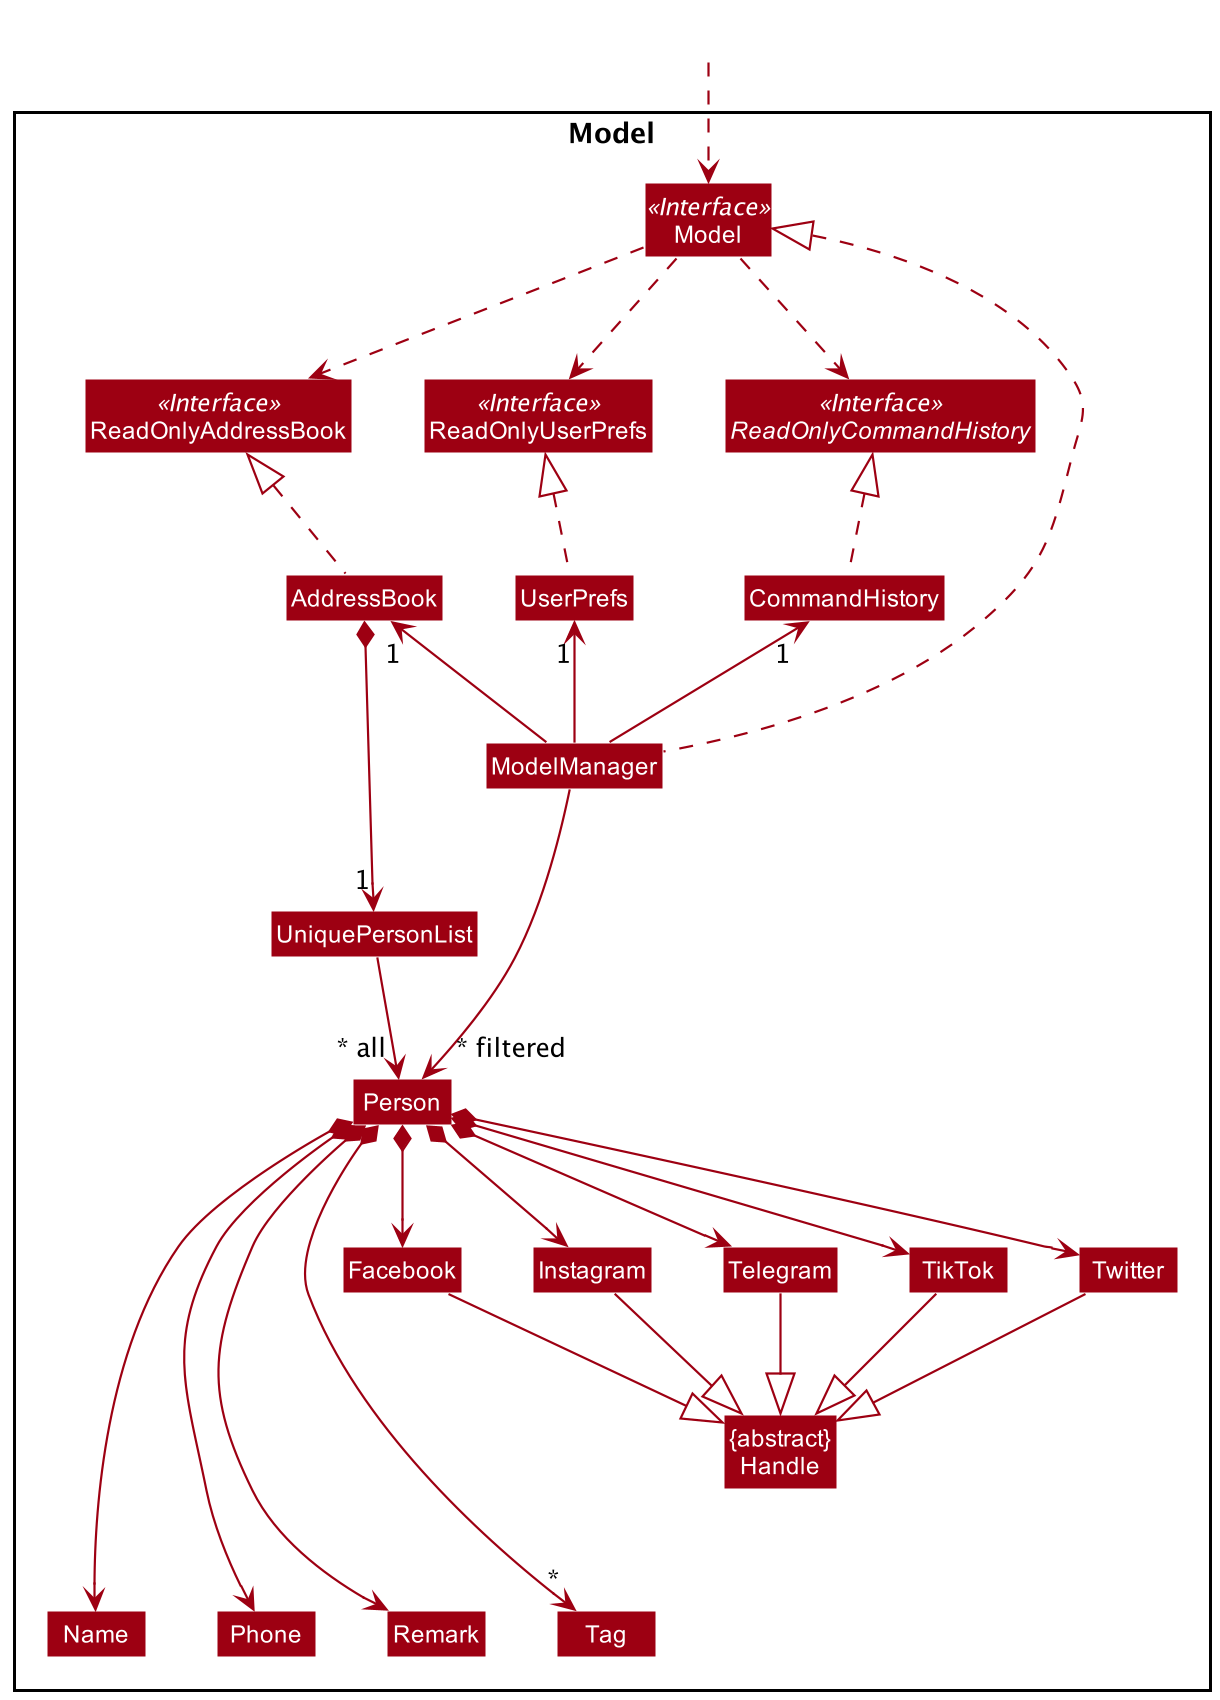 Model
«Interface»
Model
«Interface»
ReadOnlyAddressBook
«Interface»
ReadOnlyUserPrefs
«Interface»
ReadOnlyCommandHistory
AddressBook
UserPrefs
CommandHistory
1
1
1
ModelManager
1
UniquePersonList
* all
* filtered
Person
Facebook
Instagram
Telegram
TikTok
Twitter
{abstract}
Handle
*
Name
Phone
Remark
Tag